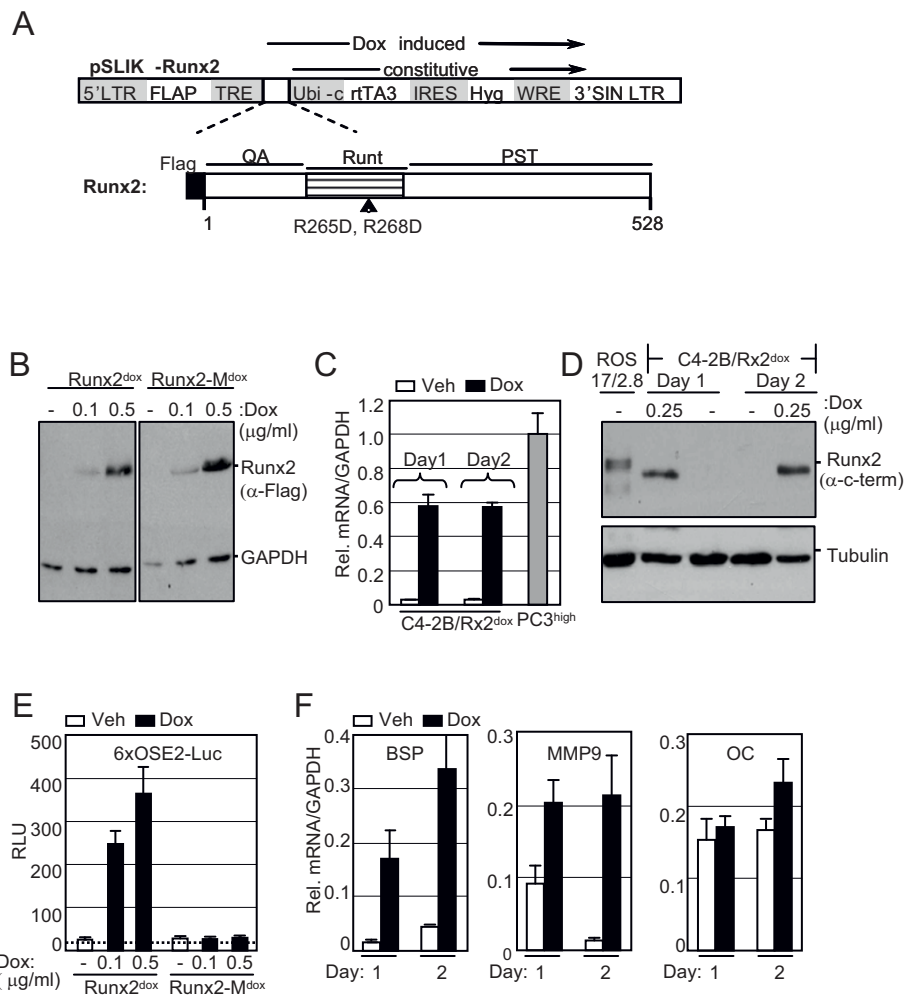 A
Dox induced
pSLIK -Runx2
constitutive
5'LTR FLAP TRE Ubi -c rtTA3 IRES Hyg WRE 3'SIN LTR
Flag QA Runt PST
Runx2:
1 R265D, R268D 528
B
Runx2dox Runx2-Mdox
- 0.1 0.5 - 0.1 0.5 :Dox
(μg/ml)
Runx2
(α-Flag)
GAPDH
C
Veh Dox
Rel. mRNA/GAPDH
1.2
1.0
0.8
0.6
0.4
0.2
0
Day1 Day2
C4-2B/Rx2dox PC3high
D
ROS C4-2B/Rx2dox
17/2.8 Day 1 Day 2
- 0.25 - - 0.25 :Dox
(μg/ml)
Runx2
(α-c-term)
Tubulin
E
Veh Dox
6xOSE2-Luc
RLU
500
400
300
200
100
0
Dox: - 0.1 0.5 - 0.1 0.5
( μg/ml)
Runx2dox Runx2-Mdox
F
Veh Dox
Rel. mRNA/GAPDH
BSP
0.4
0.3
0.2
0.1
0
Day: 1 2
MMP9
0.3
0.2
0.1
0
Day: 1 2
OC
0.3
0.2
0.1
0
Day: 1 2